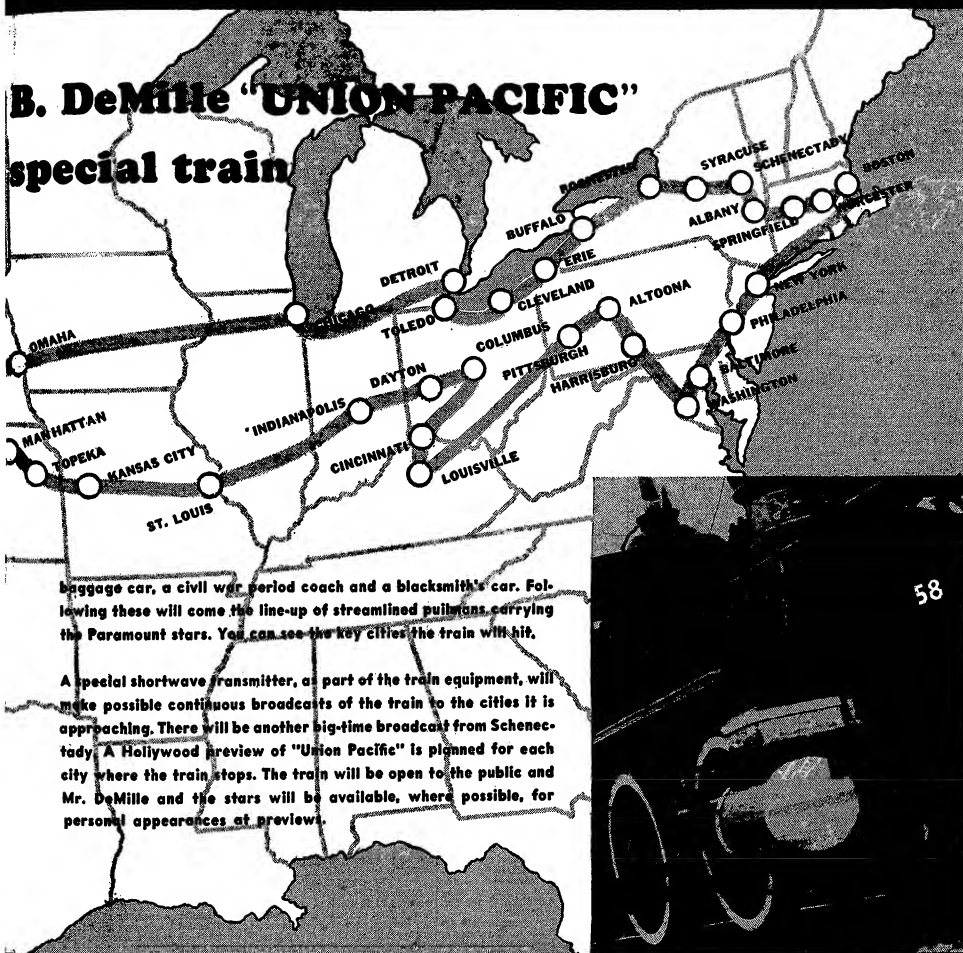 B. DeMille “UNION PACIFIC”
special train
ROCHESTER
SYRACUSE
SCHENECTADY
BOSTON
WORCESTER
ALBANY
SPRINGFIELD
BUFFALO
ERIE
DETROIT
CLEVELAND
TOLEDO
CHICAGO
OMAHA
NEW YORK
PHILADELPHIA
ALTOONA
COLUMBUS
PITTSBURGH
HARRISBURG
BALTIMORE
WASHINGTON
DAYTON
INDIANAPOLIS
CINCINNATI
LOUISVILLE
MANHATTAN
TOPEKA
KANSAS CITY
ST. LOUIS
baggage car, a civil war period coach and a blacksmith's car. Fol-
lowing these will come the line-up of streamlined pullmans carrying
the Paramount stars. You can see the key cities the train will hit.
A special shortwave transmitter, as part of the train equipment, will
make possible continuous broadcasts of the train to the cities it is
approaching. There will be another big-time broadcast from Schenec-
tady. A Hollywood preview of "Union Pacific" is planned for each
city where the train stops. The train will be open to the public and
Mr. DeMille and the stars will be available, where possible, for
personal appearances at previews.
58